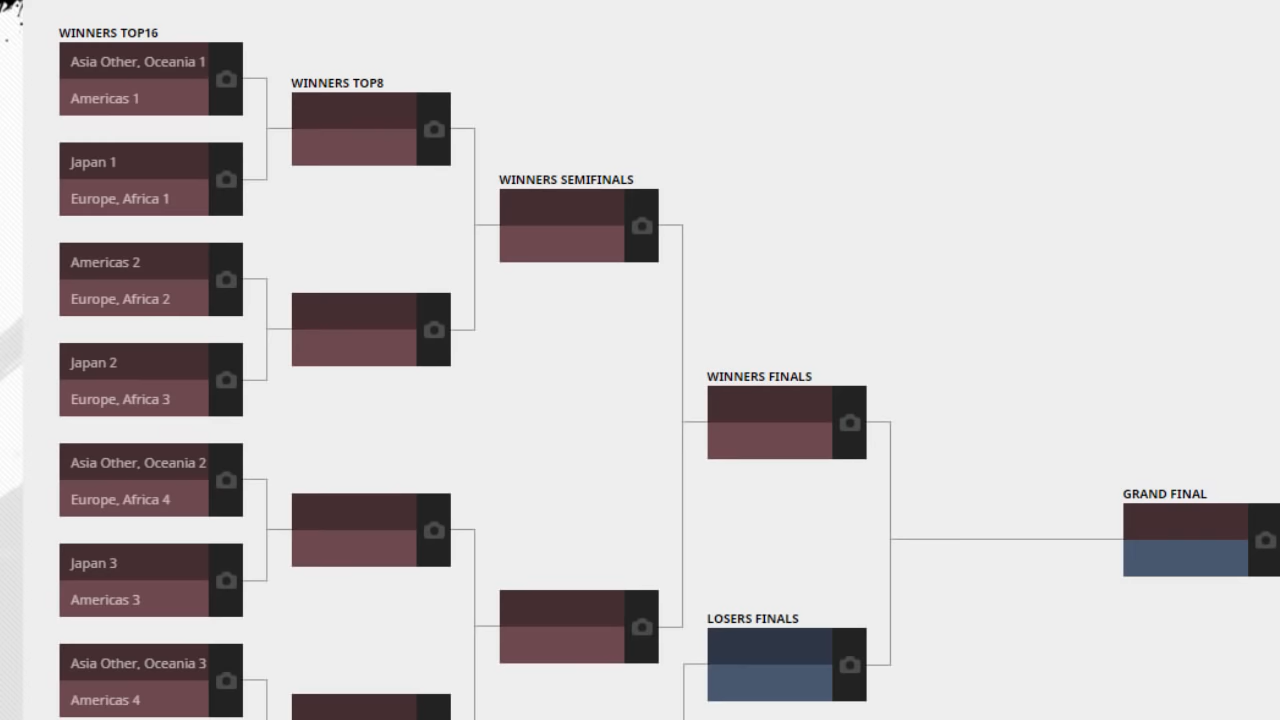 WINNERS TOP16
Asia Other, Oceania 1
Americas 1
Japan 1
Europe, Africa 1
Americas 2
Europe, Africa 2
Japan 2
Europe, Africa 3
Asia Other, Oceania 2
Europe, Africa 4
Japan 3
Americas 3
Asia Other, Oceania 3
Americas 4
WINNERS TOP8
WINNERS SEMIFINALS
WINNERS FINALS
LOSERS FINALS
GRAND FINAL